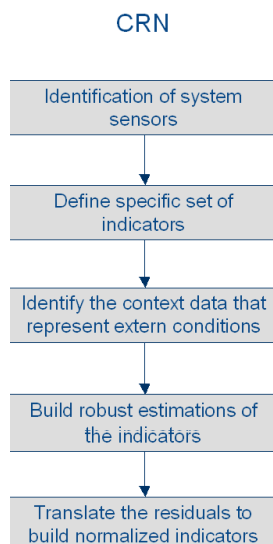 CRN
Identification of system
sensors
Define specific set of
indicators
Identify the context data that
represent extern conditions
Build robust estimations of
the indicators
Translate the residuals to
build normalized indicators